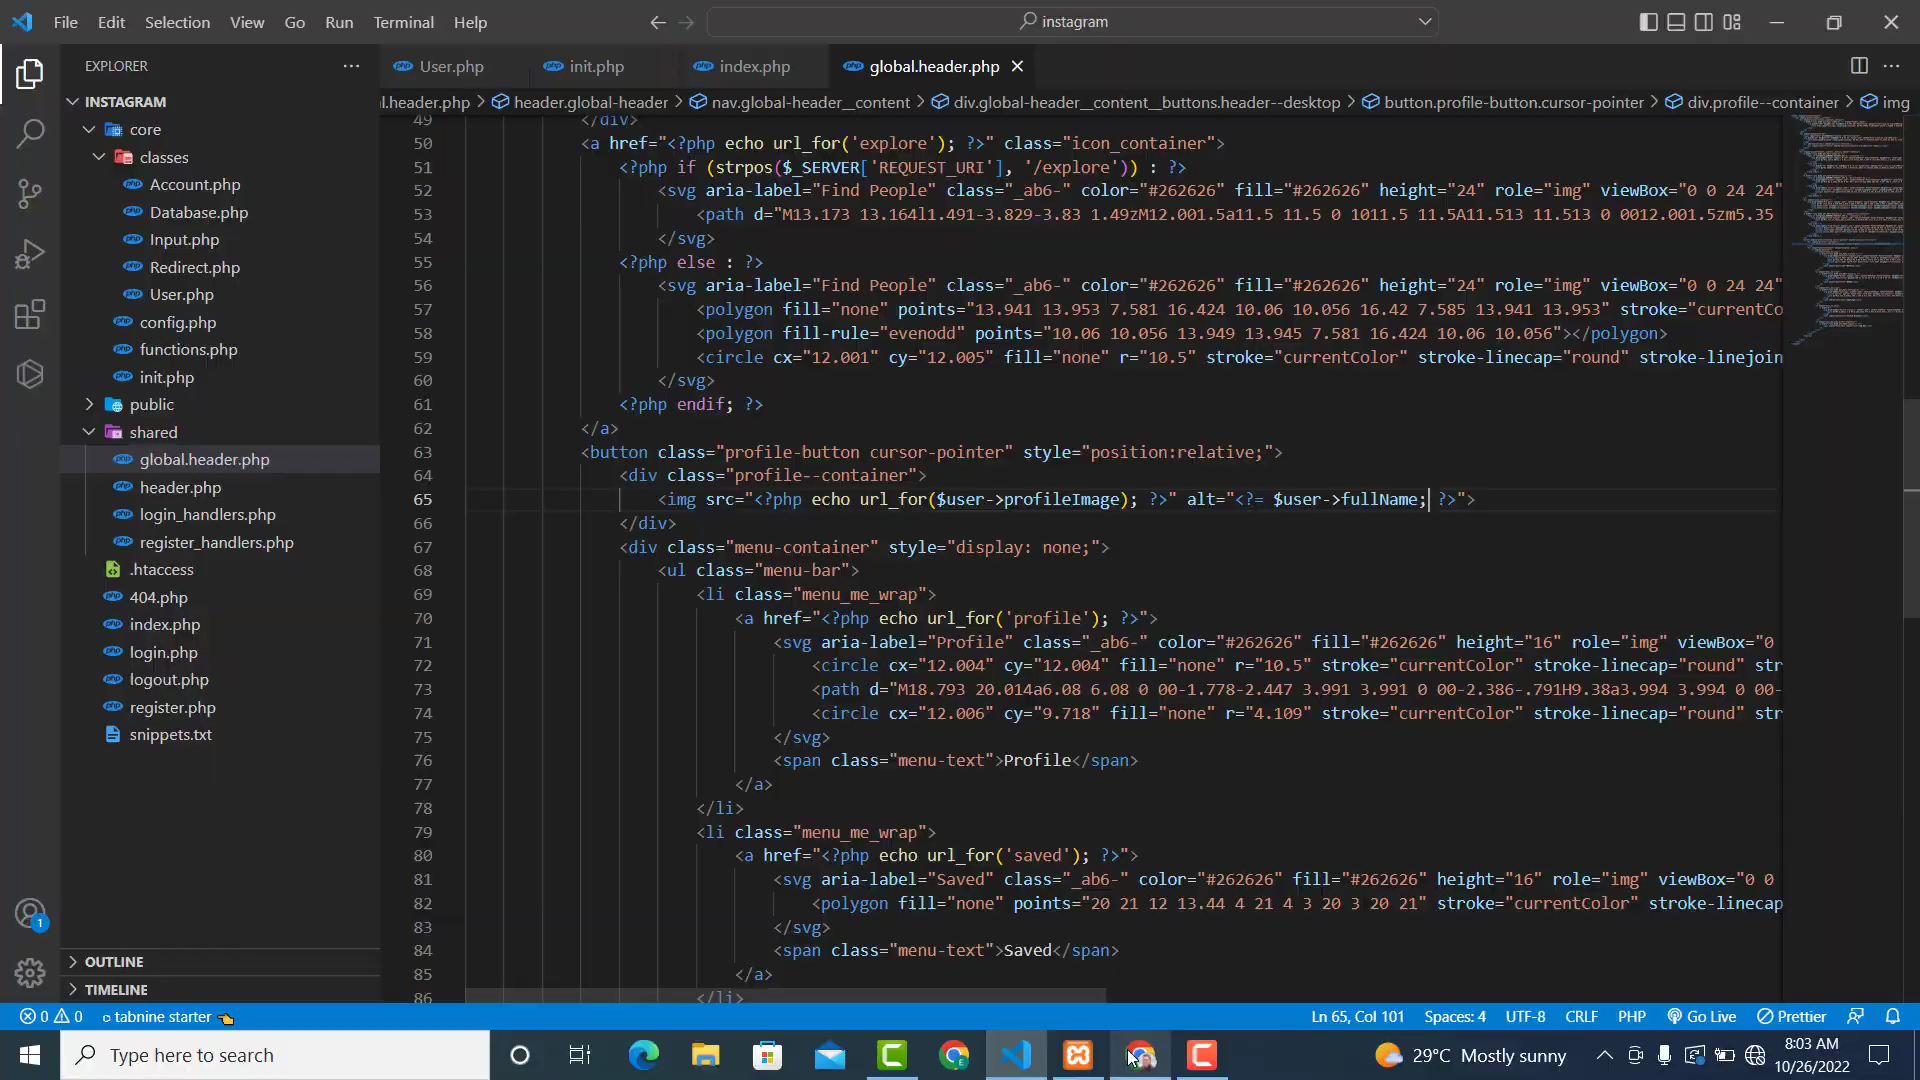 File Edit Selection View Go Run Terminal Help
instagram
EXPLORER
INSTAGRAM
core
classes
Account.php
Database.php
Input.php
Redirect.php
User.php
config.php
functions.php
init.php
public
shared
global.header.php
header.php
login_handlers.php
register_handlers.php
.htaccess
404.php
index.php
login.php
logout.php
register.php
snippets.txt
OUTLINE
TIMELINE
User.php init.php index.php global.header.php
l.header.php > header.global-header > nav.global-header__content > div.global-header__content__buttons.header--desktop > button.profile-button.cursor-pointer > div.profile--container > img
49 </div>
50 <a href="<?php echo url_for('explore'); ?>" class="icon_container">
51 <?php if (strpos($_SERVER['REQUEST_URI'], '/explore')) : ?>
52 <svg aria-label="Find People" class="_ab6-" color="#262626" fill="#262626" height="24" role="img" viewBox="0 0 24 24"
53 <path d="M13.173 13.164l1.491-3.829-3.83 1.49zM12.001.5a11.5 11.5 0 1011.5 11.5A11.513 11.513 0 0012.001.5zm5.35
54 </svg>
55 <?php else : ?>
56 <svg aria-label="Find People" class="_ab6-" color="#262626" fill="#262626" height="24" role="img" viewBox="0 0 24 24"
57 <polygon fill="none" points="13.941 13.953 7.581 16.424 10.06 10.056 16.42 7.585 13.941 13.953" stroke="currentCo
58 <polygon fill-rule="evenodd" points="10.06 10.056 13.949 13.945 7.581 16.424 10.06 10.056"></polygon>
59 <circle cx="12.001" cy="12.005" fill="none" r="10.5" stroke="currentColor" stroke-linecap="round" stroke-linejoin
60 </svg>
61 <?php endif; ?>
62 </a>
63 <button class="profile-button cursor-pointer" style="position:relative;">
64 <div class="profile--container">
65 <img src="<?php echo url_for($user->profileImage); ?>" alt="<?= $user->fullName; ?>">
66 </div>
67 <div class="menu-container" style="display: none;">
68 <ul class="menu-bar">
69 <li class="menu_me_wrap">
70 <a href="<?php echo url_for('profile'); ?>">
71 <svg aria-label="Profile" class="_ab6-" color="#262626" fill="#262626" height="16" role="img" viewBox="0
72 <circle cx="12.004" cy="12.004" fill="none" r="10.5" stroke="currentColor" stroke-linecap="round" str
73 <path d="M18.793 20.014a6.08 6.08 0 00-1.778-2.447 3.991 3.991 0 00-2.386-.791H9.38a3.994 3.994 0 00-
74 <circle cx="12.006" cy="9.718" fill="none" r="4.109" stroke="currentColor" stroke-linecap="round" str
75 </svg>
76 <span class="menu-text">Profile</span>
77 </a>
78 </li>
79 <li class="menu_me_wrap">
80 <a href="<?php echo url_for('saved'); ?>">
81 <svg aria-label="Saved" class="_ab6-" color="#262626" fill="#262626" height="16" role="img" viewBox="0 0
82 <polygon fill="none" points="20 21 12 13.44 4 21 4 3 20 3 20 21" stroke="currentColor" stroke-linecap
83 </svg>
84 <span class="menu-text">Saved</span>
85 </a>
86 </li>
0 0 tabnine starter Ln 65, Col 101 Spaces: 4 UTF-8 CRLF PHP Go Live Prettier
1
Type here to search
29°C Mostly sunny
8:03 AM
10/26/2022